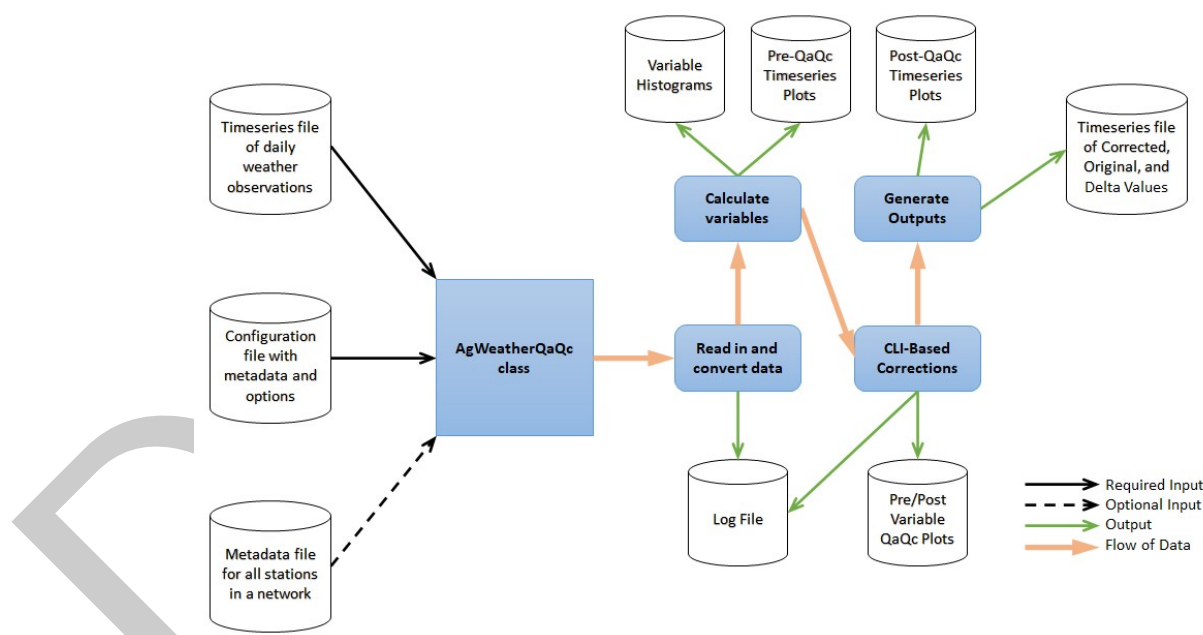 Timeseries file
of daily
weather
observations
Configuration
file with
metadata and
options
Metadata file
for all stations
in a network
AgWeatherQaQc
class
Variable
Histograms
Pre-QaQc
Timeseries
Plots
Post-QaQc
Timeseries
Plots
Timeseries file
of Corrected,
Original, and
Delta Values
Calculate
variables
Generate
Outputs
Read in and
convert data
CLI-Based
Corrections
Log File
Pre/Post
Variable
QaQc Plots
Required Input
Optional Input
Output
Flow of Data